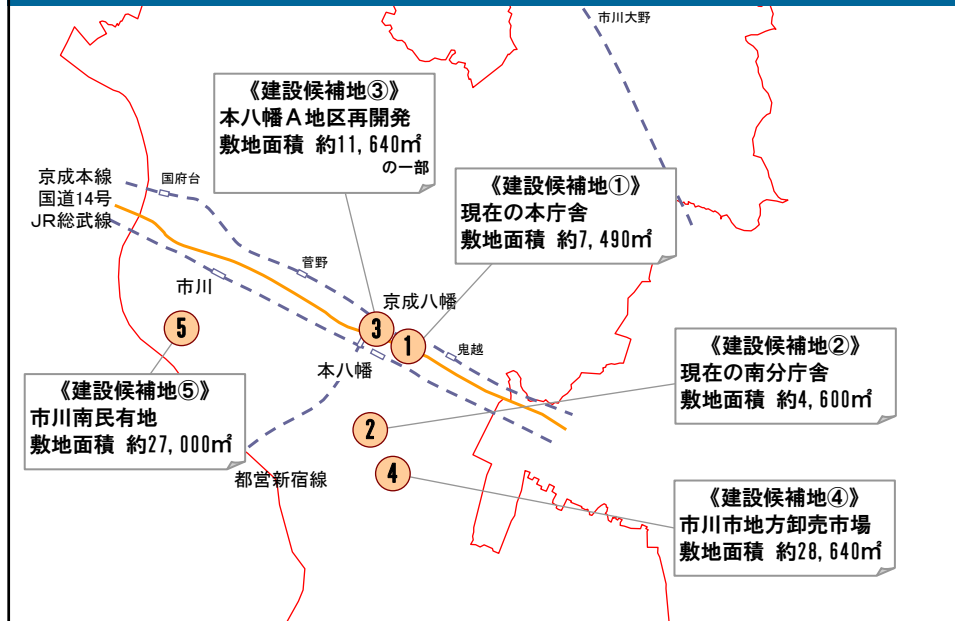 市川大野
《建設候補地③》
本八幡A地区再開発
敷地面積 約11,640㎡
の一部
京成本線
国道14号
JR総武線
国府台
《建設候補地①》
現在の本庁舎
敷地面積 約7,490㎡
菅野
市川
京成八幡
5
3
1
鬼越
本八幡
《建設候補地②》
現在の南分庁舎
敷地面積 約4,600㎡
《建設候補地⑤》
市川南民有地
敷地面積 約27,000㎡
2
4
都営新宿線
《建設候補地④》
市川市地方卸売市場
敷地面積 約28,640㎡